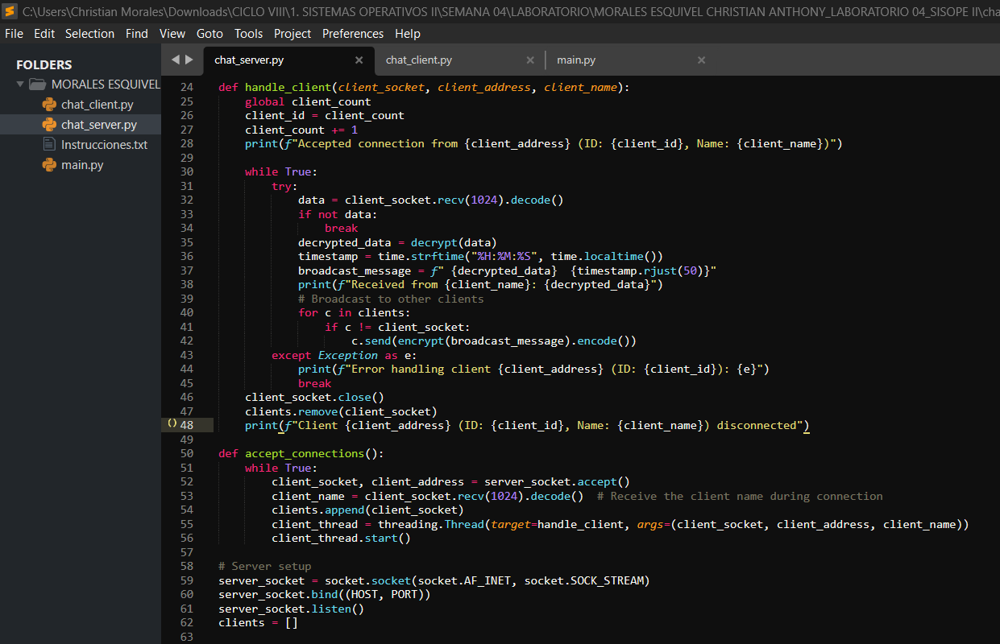 C:\Users\Christian Morales\Downloads\CICLO VIII\1. SISTEMAS OPERATIVOS II\SEMANA 04\LABORATORIO\MORALES ESQUIVEL CHRISTIAN ANTHONY_LABORATORIO 04_SISOPE II\cha
File Edit Selection Find View Goto Tools Project Preferences Help
FOLDERS
MORALES ESQUIVEL
chat_client.py
chat_server.py
Instrucciones.txt
main.py
chat_server.py × chat_client.py × main.py ×
24 def handle_client(client_socket, client_address, client_name):
25     global client_count
26     client_id = client_count
27     client_count += 1
28     print(f"Accepted connection from {client_address} (ID: {client_id}, Name: {client_name})")
29
30     while True:
31         try:
32             data = client_socket.recv(1024).decode()
33             if not data:
34                 break
35             decrypted_data = decrypt(data)
36             timestamp = time.strftime("%H:%M:%S", time.localtime())
37             broadcast_message = f" {decrypted_data}  {timestamp.rjust(50)}"
38             print(f"Received from {client_name}: {decrypted_data}")
39             # Broadcast to other clients
40             for c in clients:
41                 if c != client_socket:
42                     c.send(encrypt(broadcast_message).encode())
43         except Exception as e:
44             print(f"Error handling client {client_address} (ID: {client_id}): {e}")
45             break
46     client_socket.close()
47     clients.remove(client_socket)
() 48     print(f"Client {client_address} (ID: {client_id}, Name: {client_name}) disconnected")
49
50 def accept_connections():
51     while True:
52         client_socket, client_address = server_socket.accept()
53         client_name = client_socket.recv(1024).decode()  # Receive the client name during connection
54         clients.append(client_socket)
55         client_thread = threading.Thread(target=handle_client, args=(client_socket, client_address, client_name))
56         client_thread.start()
57
58 # Server setup
59 server_socket = socket.socket(socket.AF_INET, socket.SOCK_STREAM)
60 server_socket.bind((HOST, PORT))
61 server_socket.listen()
62 clients = []
63